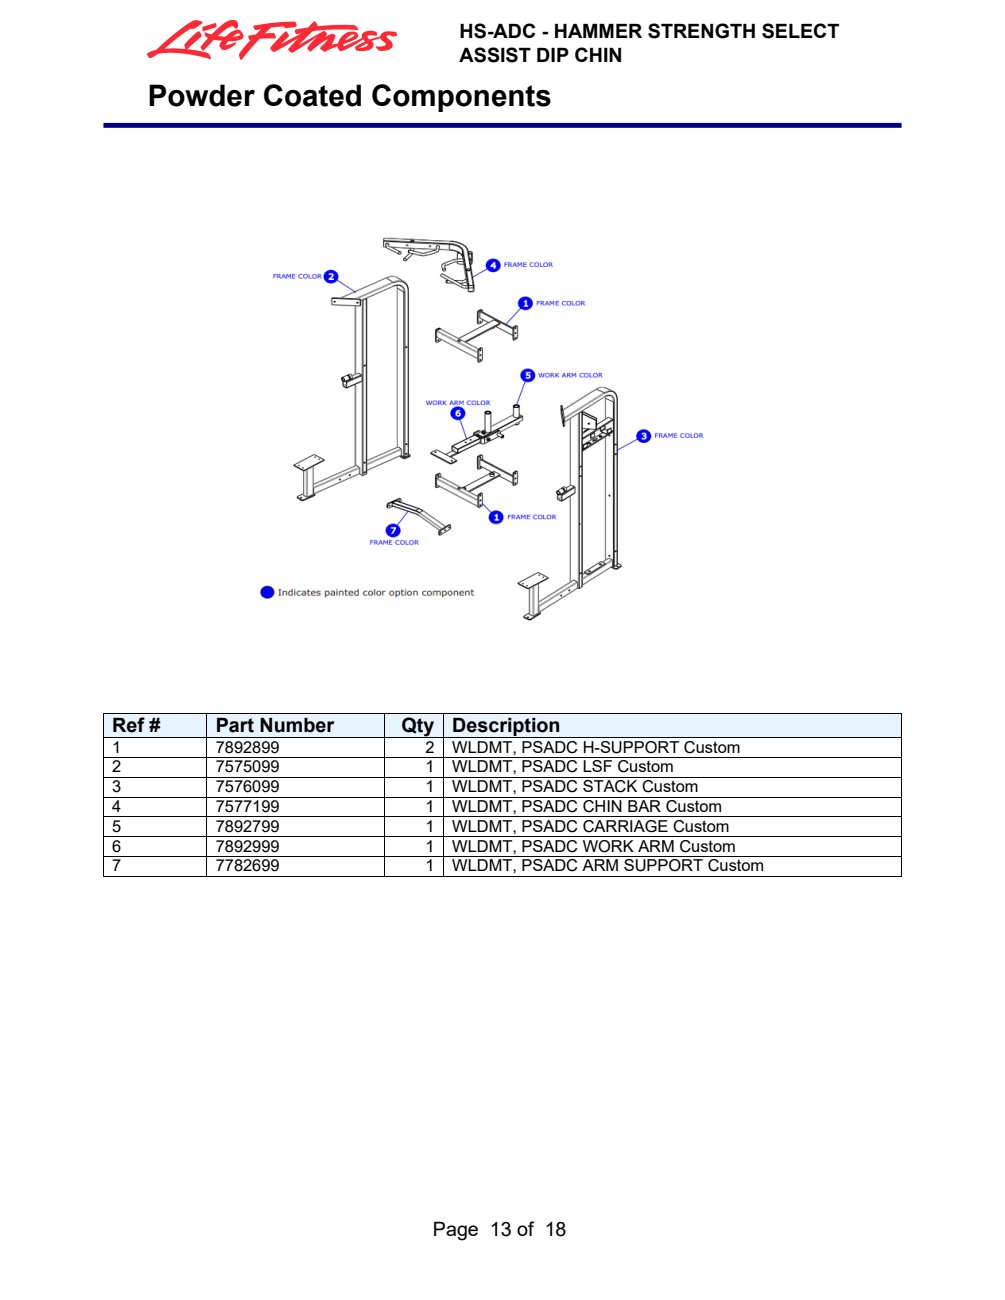 Life Fitness
HS-ADC - HAMMER STRENGTH SELECT
ASSIST DIP CHIN
Powder Coated Components
4 FRAME COLOR
FRAME COLOR 2
1 FRAME COLOR
5 WORK ARM COLOR
WORK ARM COLOR
6
3 FRAME COLOR
1 FRAME COLOR
7
FRAME COLOR
Indicates painted color option component
Ref # Part Number Qty Description
1 7892899 2 WLDMT, PSADC H-SUPPORT Custom
2 7575099 1 WLDMT, PSADC LSF Custom
3 7576099 1 WLDMT, PSADC STACK Custom
4 7577199 1 WLDMT, PSADC CHIN BAR Custom
5 7892799 1 WLDMT, PSADC CARRIAGE Custom
6 7892999 1 WLDMT, PSADC WORK ARM Custom
7 7782699 1 WLDMT, PSADC ARM SUPPORT Custom
Page 13 of 18